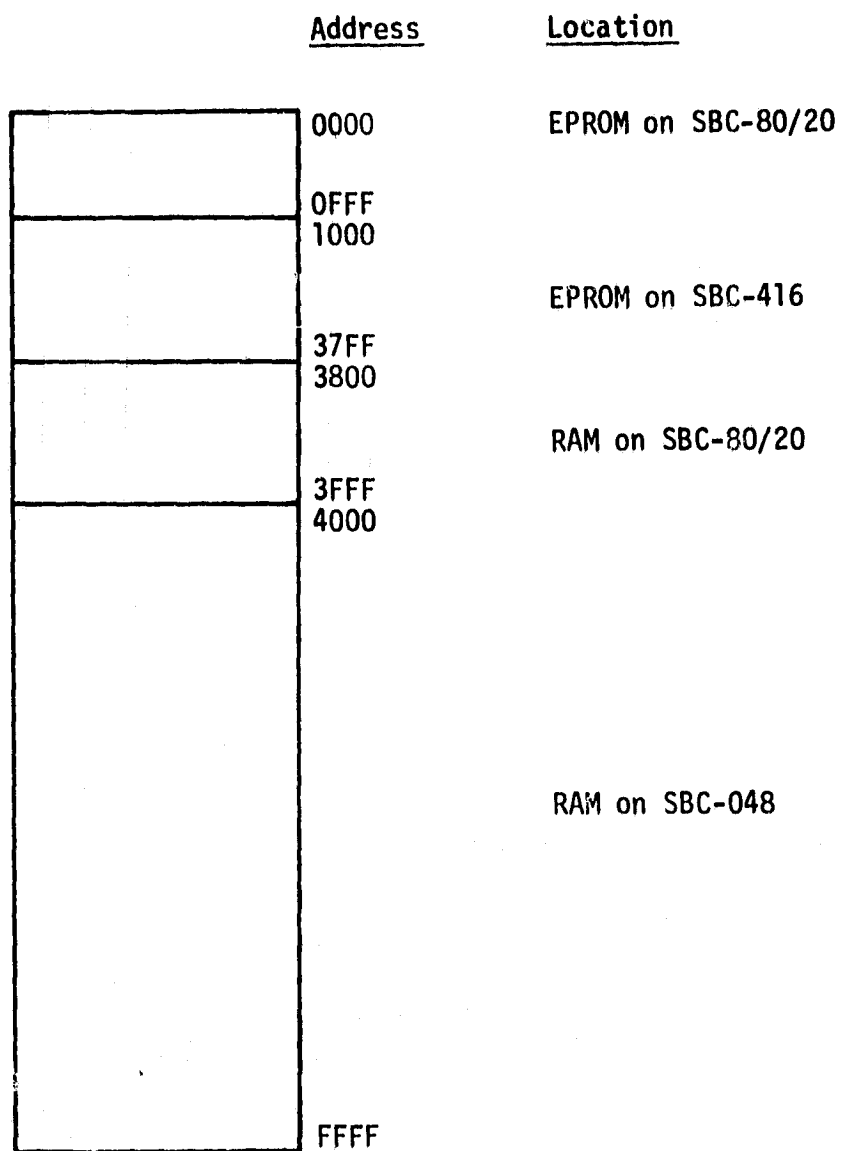 Address Location
0000 EPROM on SBC-80/20
0FFF
1000
EPROM on SBC-416
37FF
3800
RAM on SBC-80/20
3FFF
4000
RAM on SBC-048
FFFF